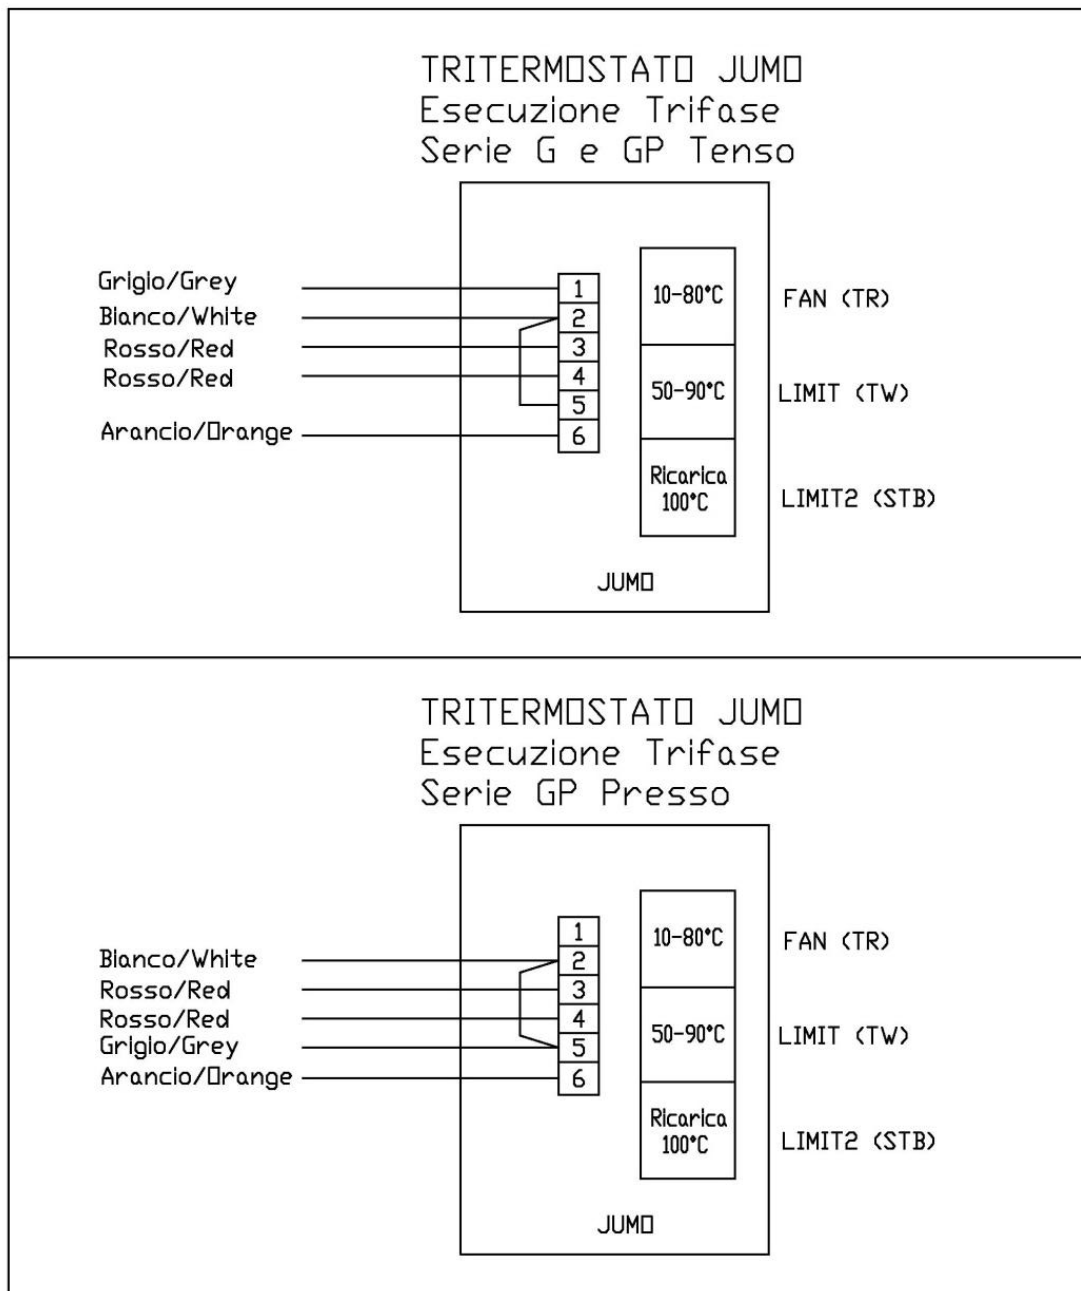 TRITERMOSTATO JUMO
Esecuzione Trifase
Serie G e GP Tenso
Grigio/Grey
Bianco/White
Rosso/Red
Rosso/Red
Arancio/Orange
1
2
3
4
5
6
10-80°C
50-90°C
Ricarica
100°C
FAN (TR)
LIMIT (TW)
LIMIT2 (STB)
JUMO
TRITERMOSTATO JUMO
Esecuzione Trifase
Serie GP Presso
Bianco/White
Rosso/Red
Rosso/Red
Grigio/Grey
Arancio/Orange
1
2
3
4
5
6
10-80°C
50-90°C
Ricarica
100°C
FAN (TR)
LIMIT (TW)
LIMIT2 (STB)
JUMO